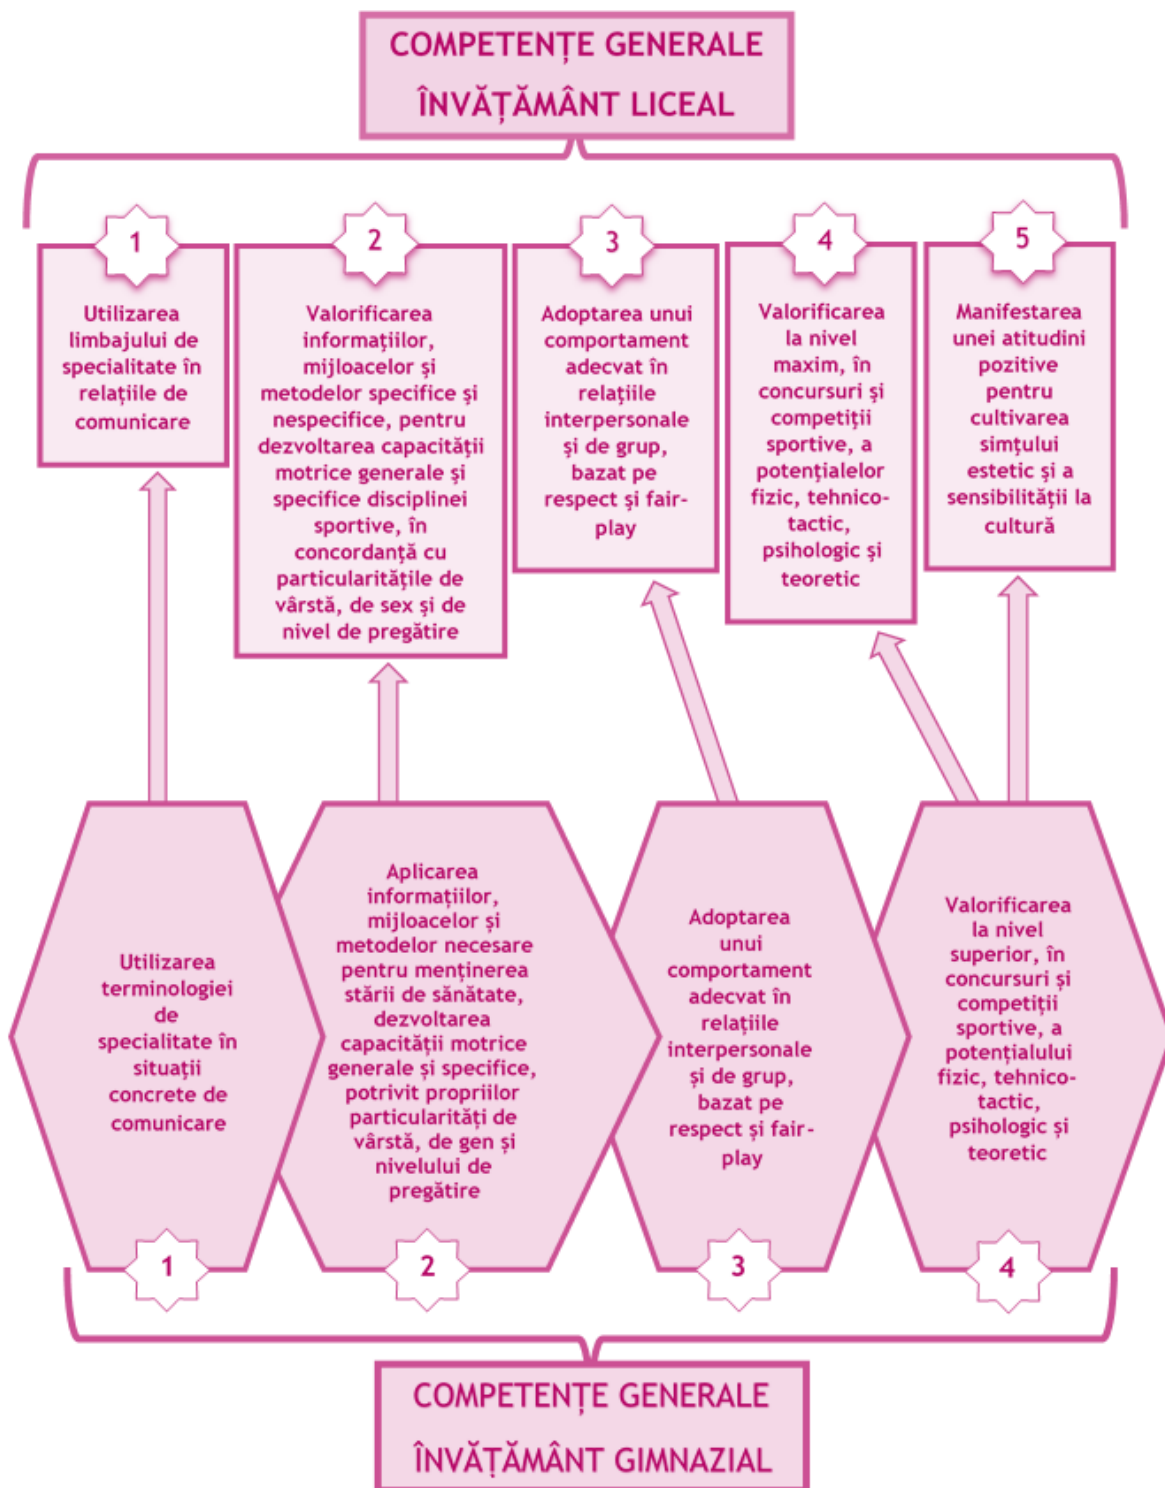 COMPETENȚE GENERALE
ÎNVĂȚĂMÂNT LICEAL
1
Utilizarea
limbajului de
specialitate în
relațiile de
comunicare
2
Valorificarea
informațiilor,
mijloacelor și
metodelor specifice și
nespecifice, pentru
dezvoltarea capacității
motrice generale și
specifice disciplinei
sportive, în
concordanță cu
particularitățile de
vârstă, de sex și de
nivel de pregătire
3
Adoptarea unui
comportament
adecvat în
relațiile
interpersonale
și de grup,
bazat pe
respect și fair-
play
4
Valorificarea
la nivel
maxim, în
concursuri și
competiții
sportive, a
potențialelor
fizic, tehnico-
tactic,
psihologic și
teoretic
5
Manifestarea
unei atitudini
pozitive
pentru
cultivarea
simțului
estetic și a
sensibilității la
cultură
Utilizarea
terminologiei
de
specialitate în
situații
concrete de
comunicare
1
Aplicarea
informațiilor,
mijloacelor și
metodelor necesare
pentru menținerea
stării de sănătate,
dezvoltarea
capacității motrice
generale și specifice,
potrivit propriilor
particularități de
vârstă, de gen și
nivelului de
pregătire
2
Adoptarea
unui
comportament
adecvat în
relațiile
interpersonale
și de grup,
bazat pe
respect și fair-
play
3
Valorificarea
la nivel
superior, în
concursuri și
competiții
sportive, a
potențialului
fizic, tehnico-
tactic,
psihologic și
teoretic
4
COMPETENȚE GENERALE
ÎNVĂȚĂMÂNT GIMNAZIAL